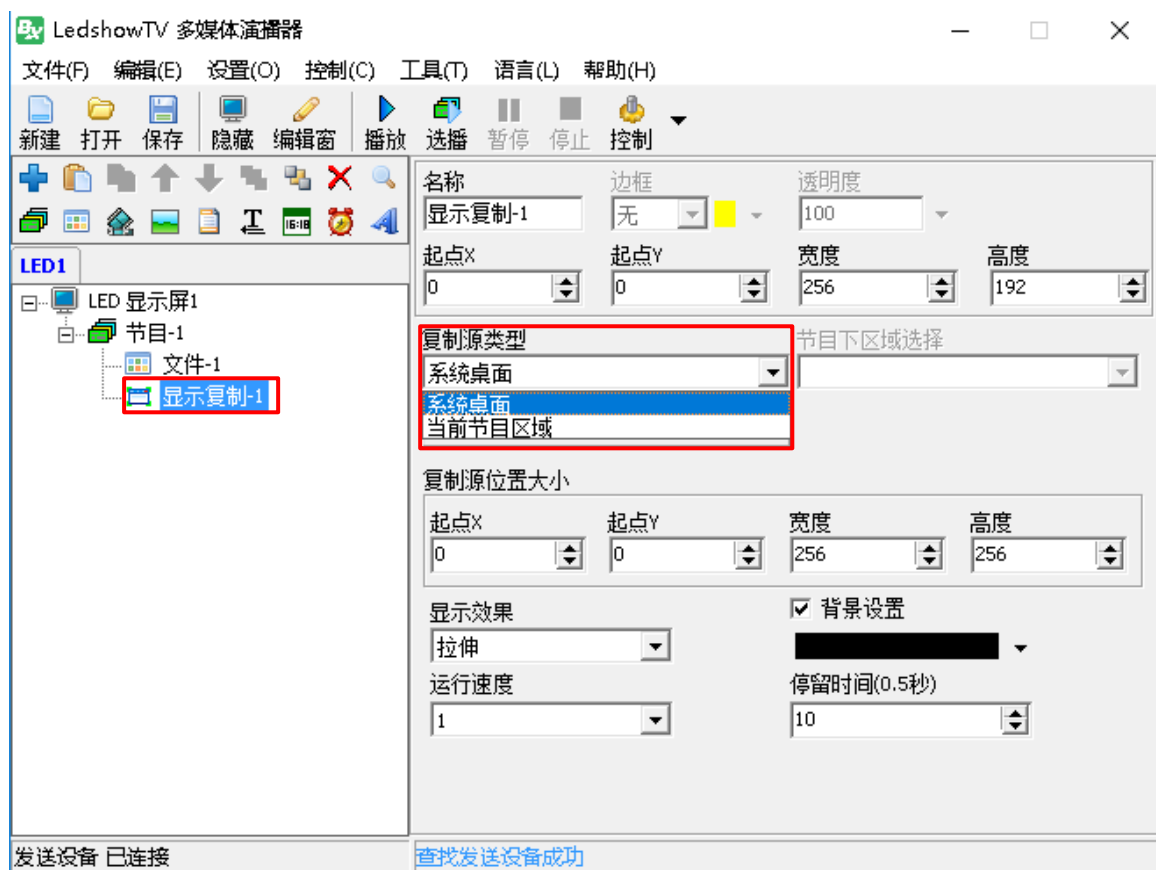 LedshowTV 多媒体演播器
文件(F) 编辑(E) 设置(O) 控制(C) 工具(T) 语言(L) 帮助(H)
新建 打开 保存 隐藏 编辑窗 播放 选播 暂停 停止 控制
16:18
LED1
LED 显示屏1
节目-1
文件-1
显示复制-1
名称 边框 透明度
显示复制-1 无 100
起点X 起点Y 宽度 高度
0 0 256 192
复制源类型 节目下区域选择
系统桌面
系统桌面
当前节目区域
复制源位置大小
起点X 起点Y 宽度 高度
0 0 256 256
显示效果 背景设置
拉伸
运行速度 停留时间(0.5秒)
1 10
发送设备 已连接 查找发送设备成功